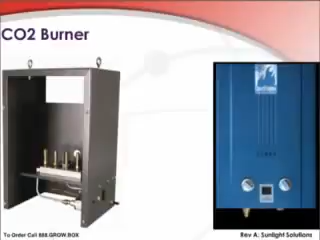 CO2 Burner
To Order Call 888.GROW.BOX
Rev A: Sunlight Solutions